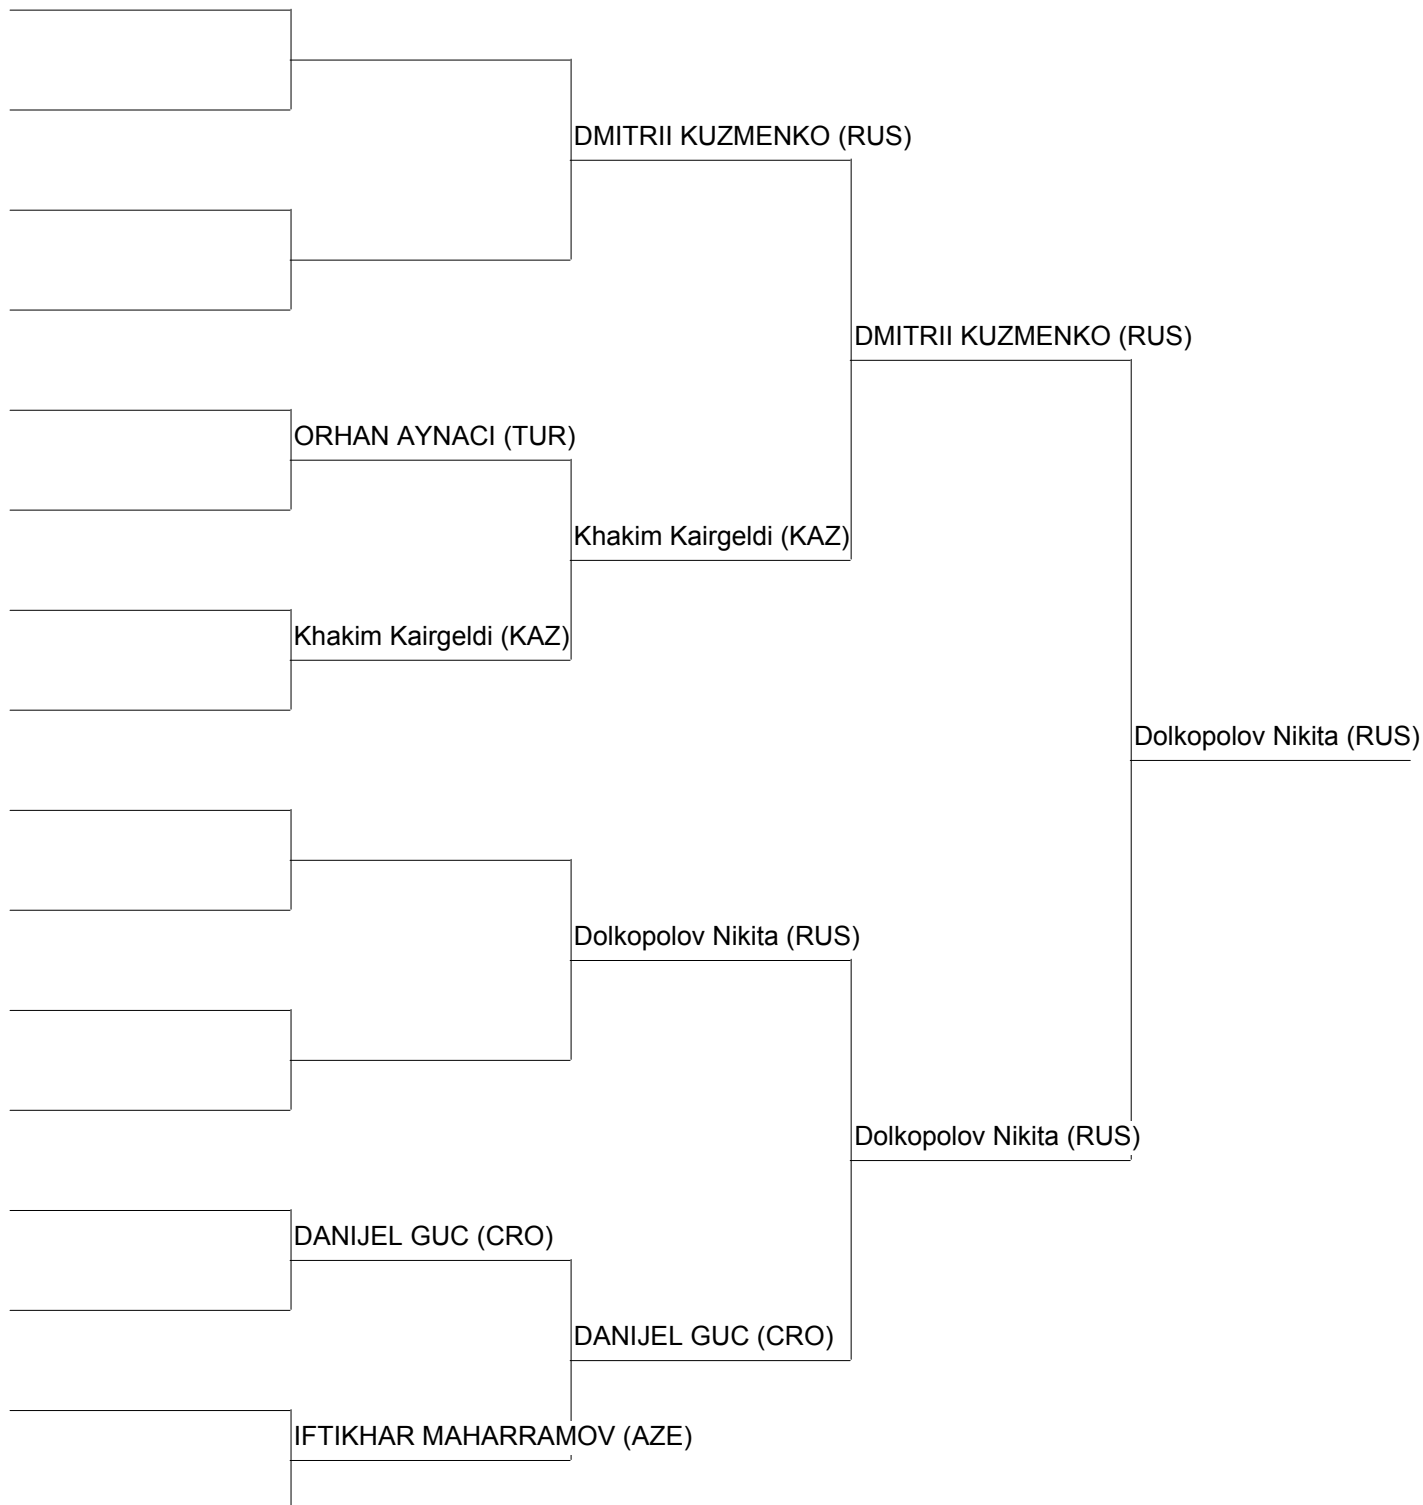 DMITRII KUZMENKO (RUS)
DMITRII KUZMENKO (RUS)
ORHAN AYNACI (TUR)
Khakim Kairgeldi (KAZ)
Khakim Kairgeldi (KAZ)
Dolkopolov Nikita (RUS)
Dolkopolov Nikita (RUS)
Dolkopolov Nikita (RUS)
DANIJEL GUC (CRO)
DANIJEL GUC (CRO)
IFTIKHAR MAHARRAMOV (AZE)